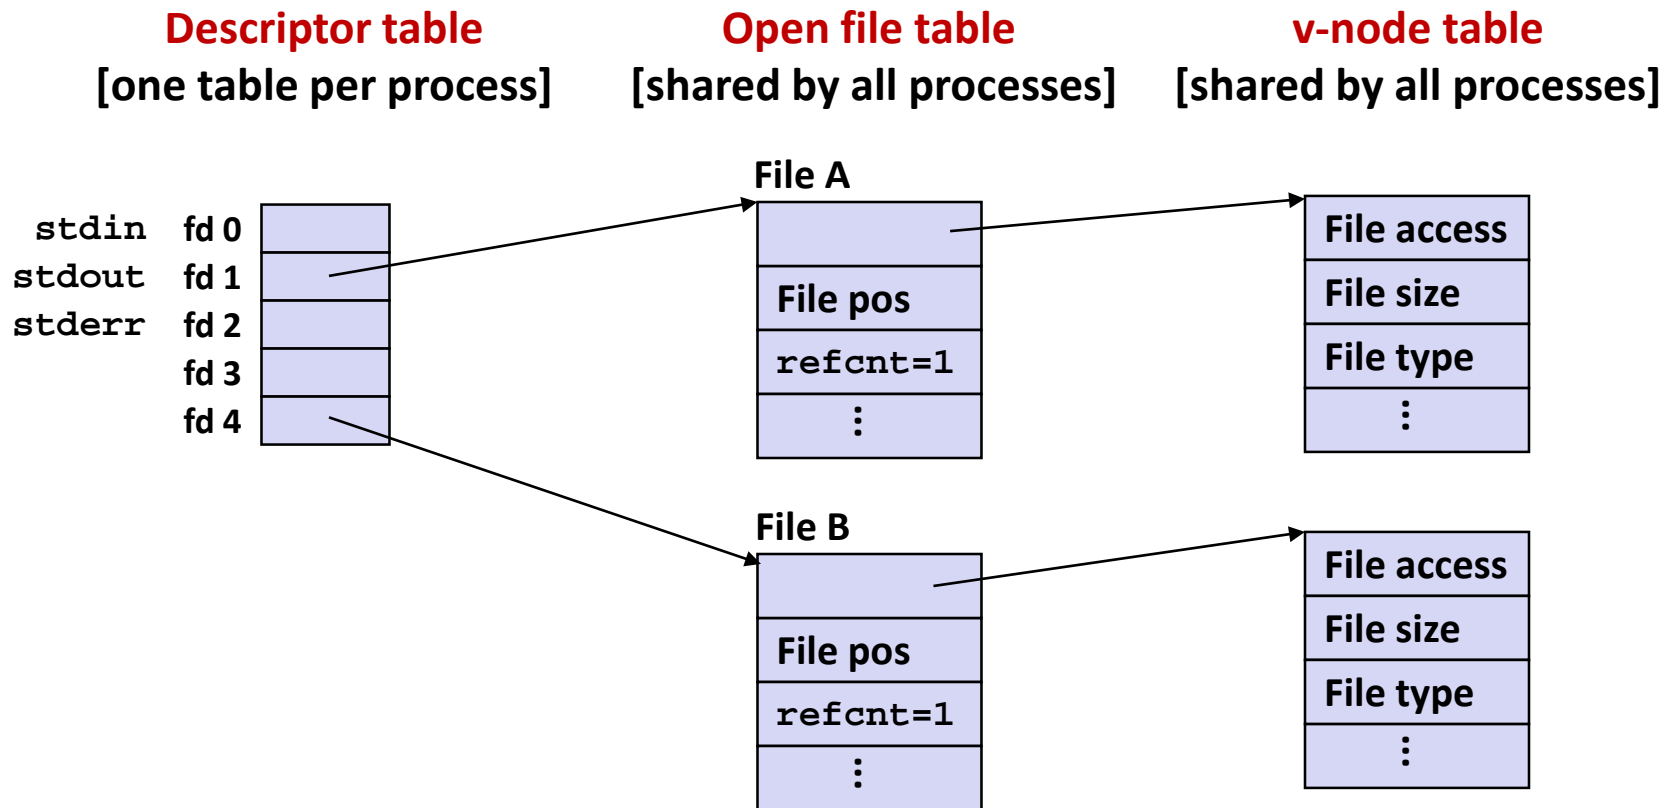 Descriptor table
[one table per process]
Open file table
[shared by all processes]
v-node table
[shared by all processes]
stdin fd 0
stdout fd 1
stderr fd 2
fd 3
fd 4
File A
File pos
refcnt=1
⋮
File access
File size
File type
⋮
File B
File pos
refcnt=1
⋮
File access
File size
File type
⋮